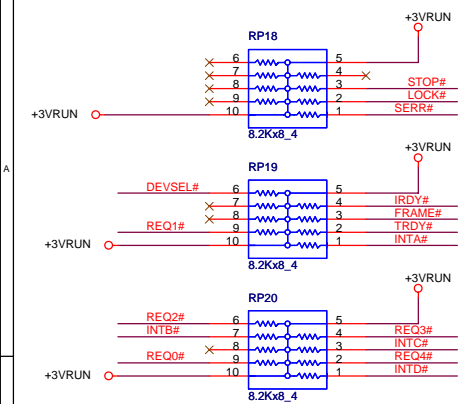 +3VRUN
RP18
6 5
7 4
8 3 STOP#
9 2 LOCK#
+3VRUN 10 1 SERR#
8.2Kx8_4
+3VRUN
RP19
DEVSEL# 6 5
7 4 IRDY#
8 3 FRAME#
REQ1# 9 2 TRDY#
+3VRUN 10 1 INTA#
8.2Kx8_4
A
+3VRUN
RP20
REQ2# 6 5
INTB# 7 4 REQ3#
8 3 INTC#
REQ0# 9 2 REQ4#
+3VRUN 10 1 INTD#
8.2Kx8_4